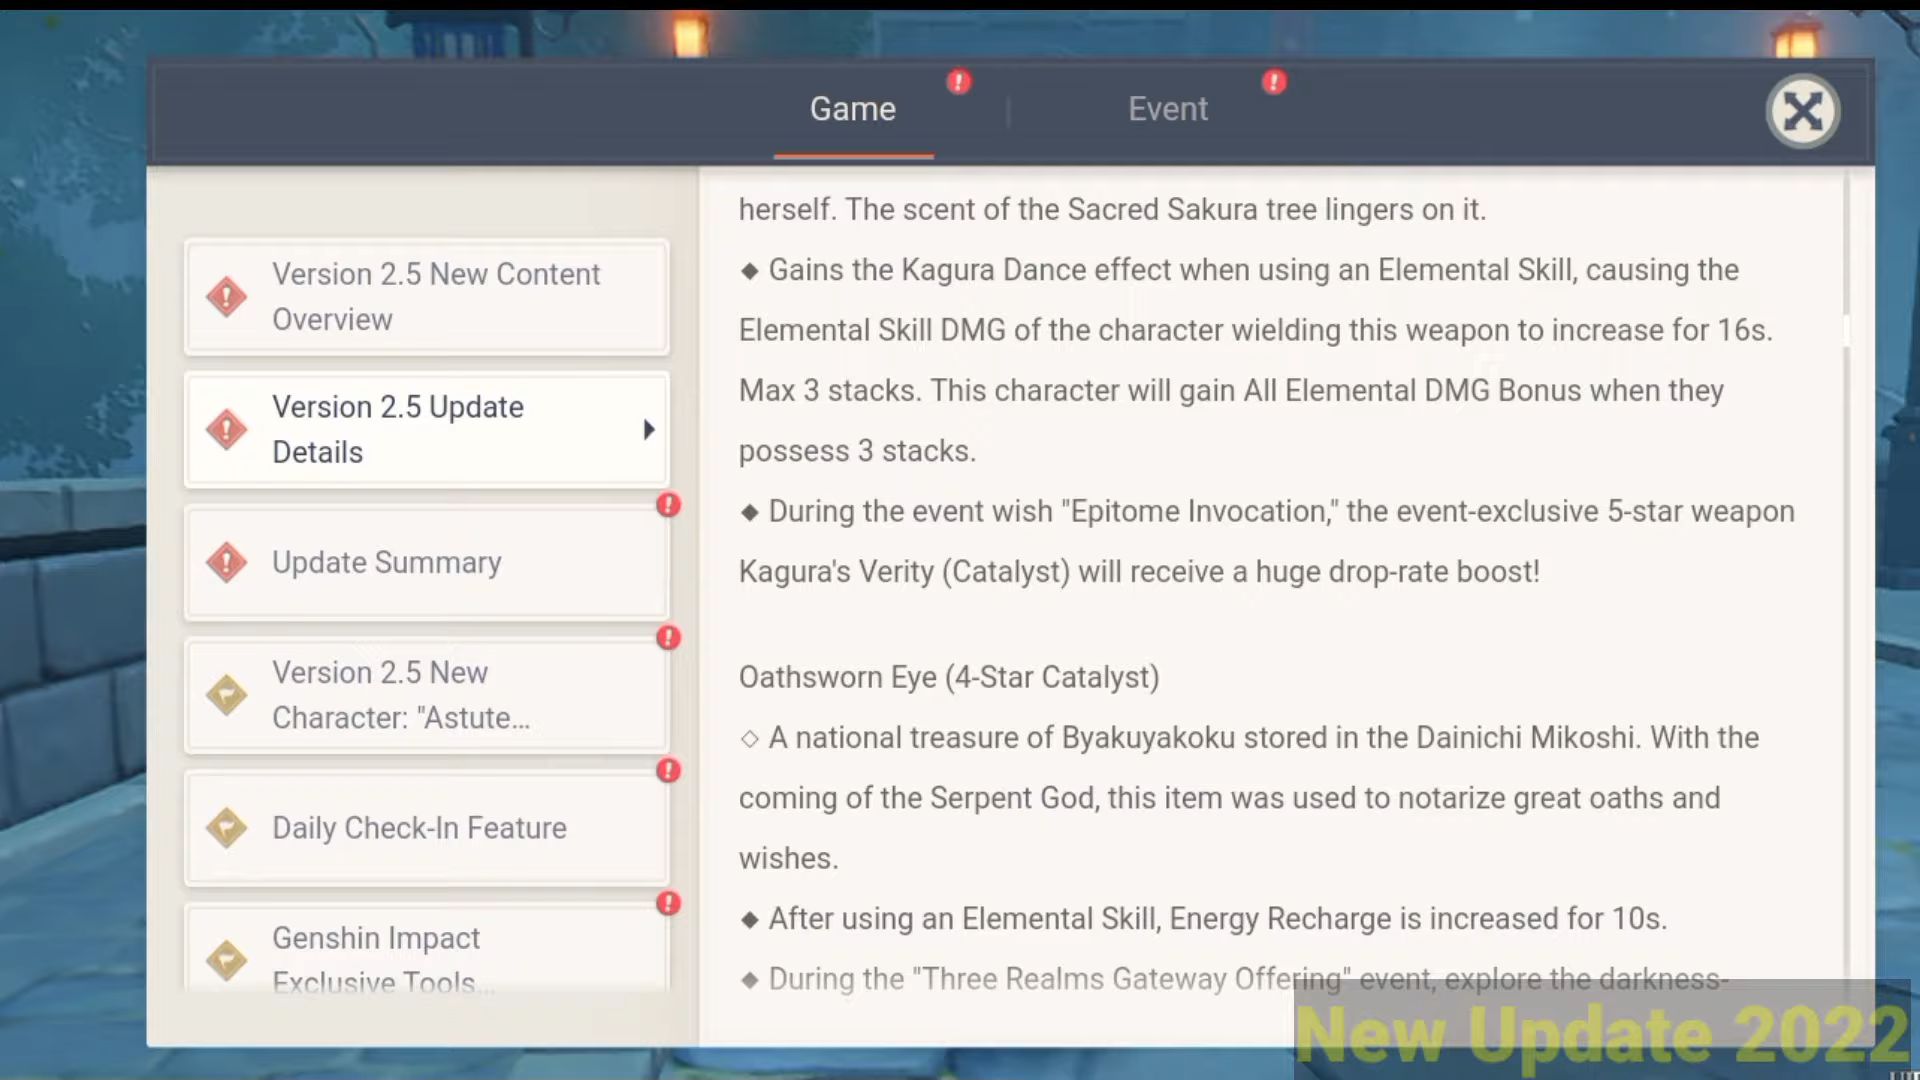 Game
Event
Version 2.5 New Content
Overview
Version 2.5 Update
Details
Update Summary
Version 2.5 New
Character: "Astute...
Daily Check-In Feature
Genshin Impact
Exclusive Tools...
herself. The scent of the Sacred Sakura tree lingers on it.
◆ Gains the Kagura Dance effect when using an Elemental Skill, causing the
Elemental Skill DMG of the character wielding this weapon to increase for 16s.
Max 3 stacks. This character will gain All Elemental DMG Bonus when they
possess 3 stacks.
◆ During the event wish "Epitome Invocation," the event-exclusive 5-star weapon
Kagura's Verity (Catalyst) will receive a huge drop-rate boost!
Oathsworn Eye (4-Star Catalyst)
◇ A national treasure of Byakuyakoku stored in the Dainichi Mikoshi. With the
coming of the Serpent God, this item was used to notarize great oaths and
wishes.
◆ After using an Elemental Skill, Energy Recharge is increased for 10s.
◆ During the "Three Realms Gateway Offering" event, explore the darkness-
New Update 2022